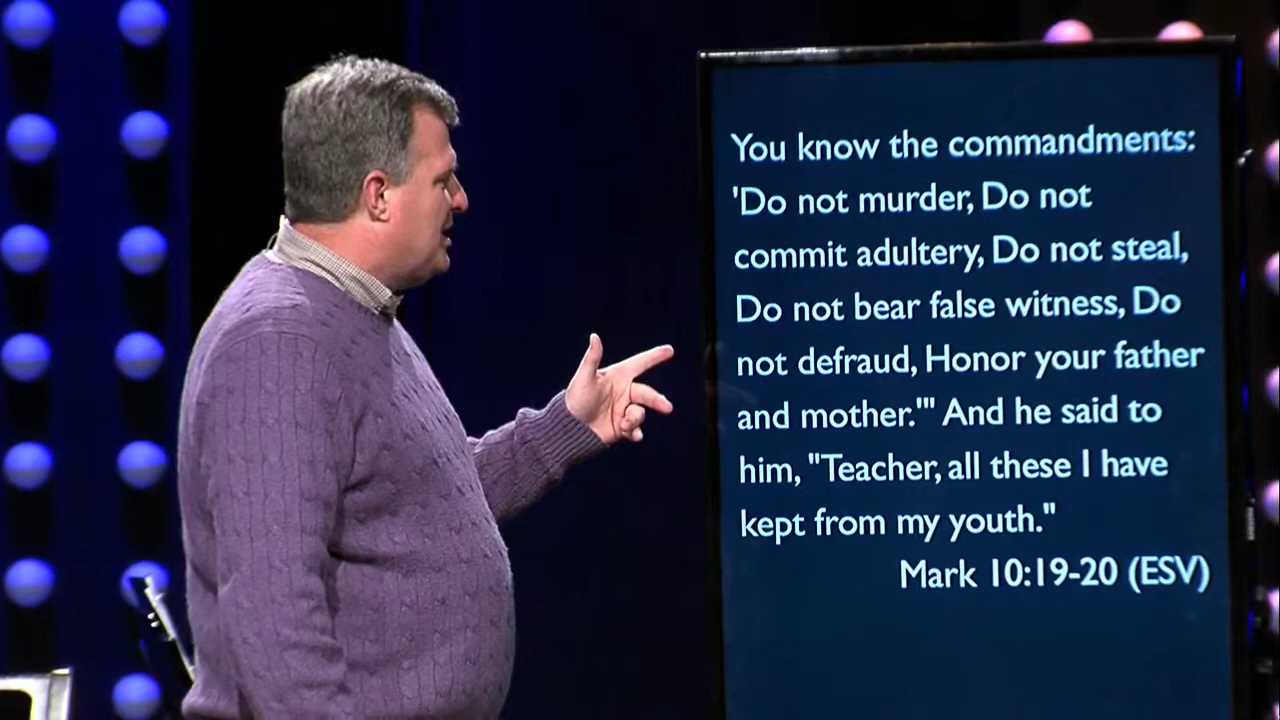 You know the commandments:
'Do not murder, Do not
commit adultery, Do not steal,
Do not bear false witness, Do
not defraud, Honor your father
and mother.'" And he said to
him, "Teacher, all these I have
kept from my youth."
Mark 10:19-20 (ESV)